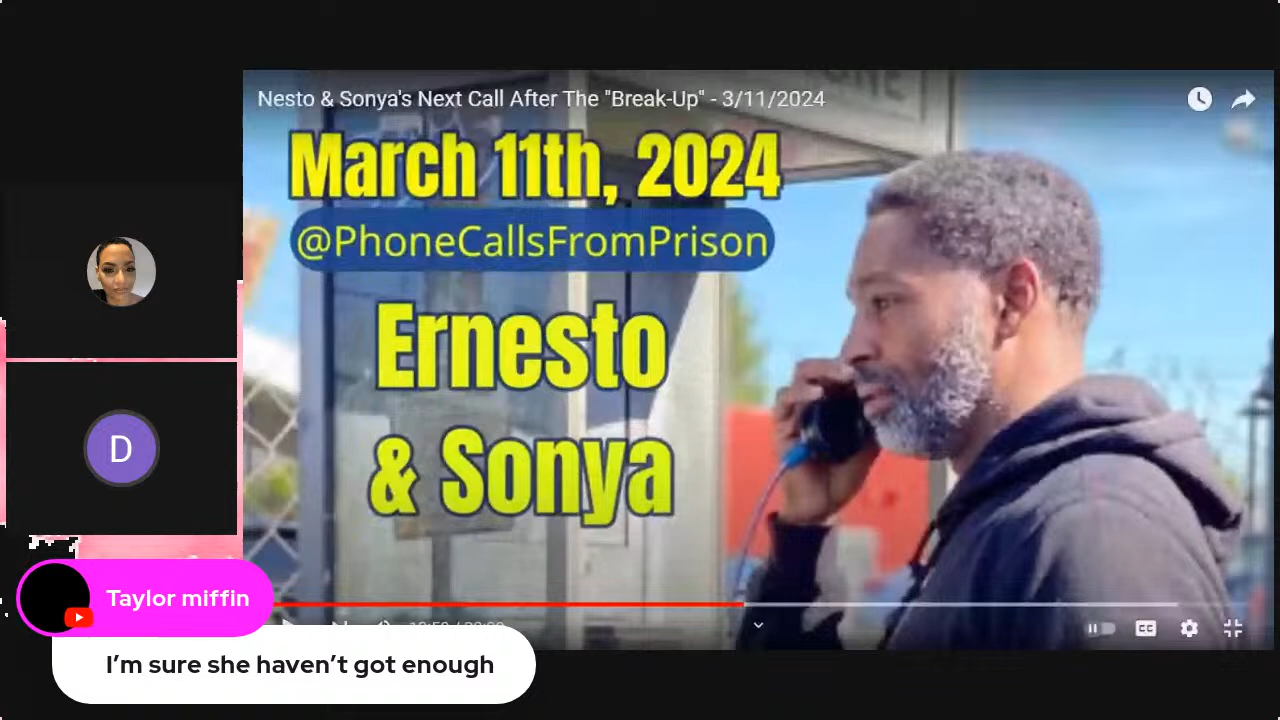 Nesto & Sonya's Next Call After The "Break-Up" - 3/11/2024
March 11th, 2024
@PhoneCallsFromPrison
Ernesto
& Sonya
D
Taylor miffin
CC
I'm sure she haven't got enough